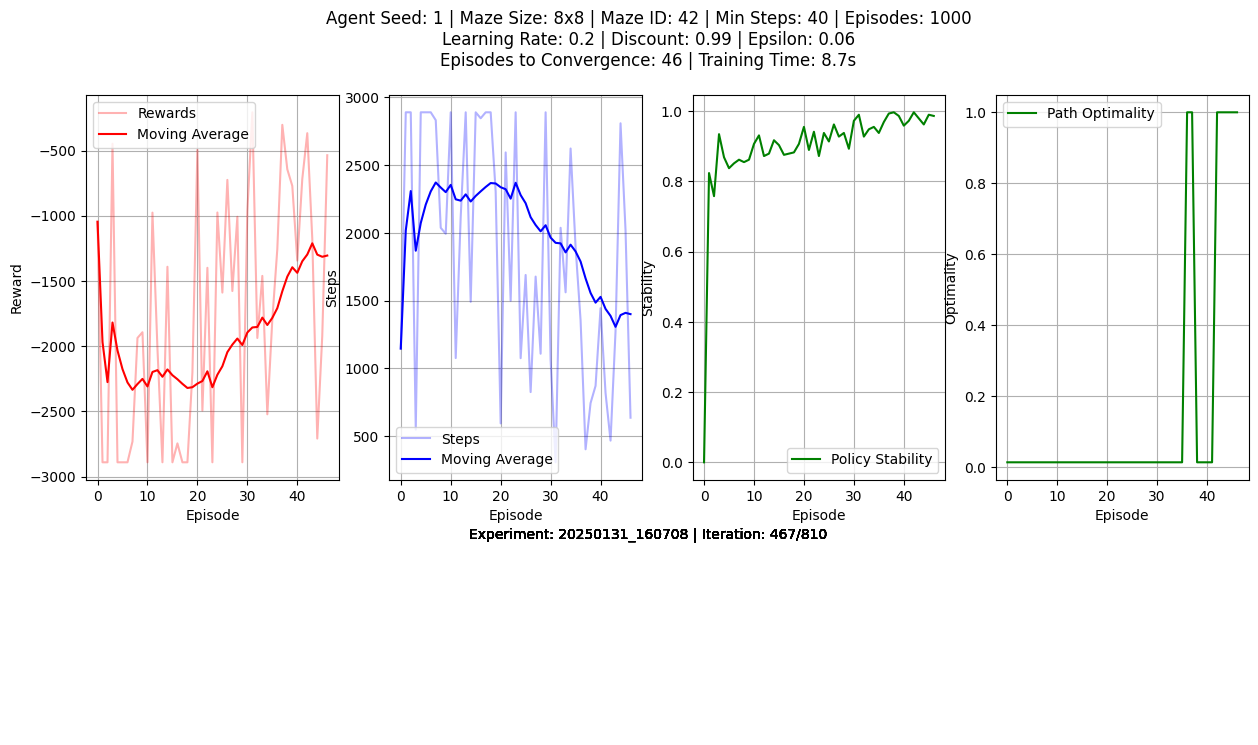 Agent Seed: 1 | Maze Size: 8x8 | Maze ID: 42 | Min Steps: 40 | Episodes: 1000
Learning Rate: 0.2 | Discount: 0.99 | Epsilon: 0.06
Episodes to Convergence: 46 | Training Time: 8.7s
Reward
−500
−1000
−1500
−2000
−2500
−3000
Rewards
Moving Average
0
10
20
30
40
Episode
Steps
3000
2500
2000
1500
1000
500
Steps
Moving Average
0
10
20
30
40
Episode
Stability
1.0
0.8
0.6
0.4
0.2
0.0
Policy Stability
0
10
20
30
40
Episode
Optimality
1.0
0.8
0.6
0.4
0.2
0.0
Path Optimality
0
10
20
30
40
Episode
Experiment: 20250131_160708 | Iteration: 467/810